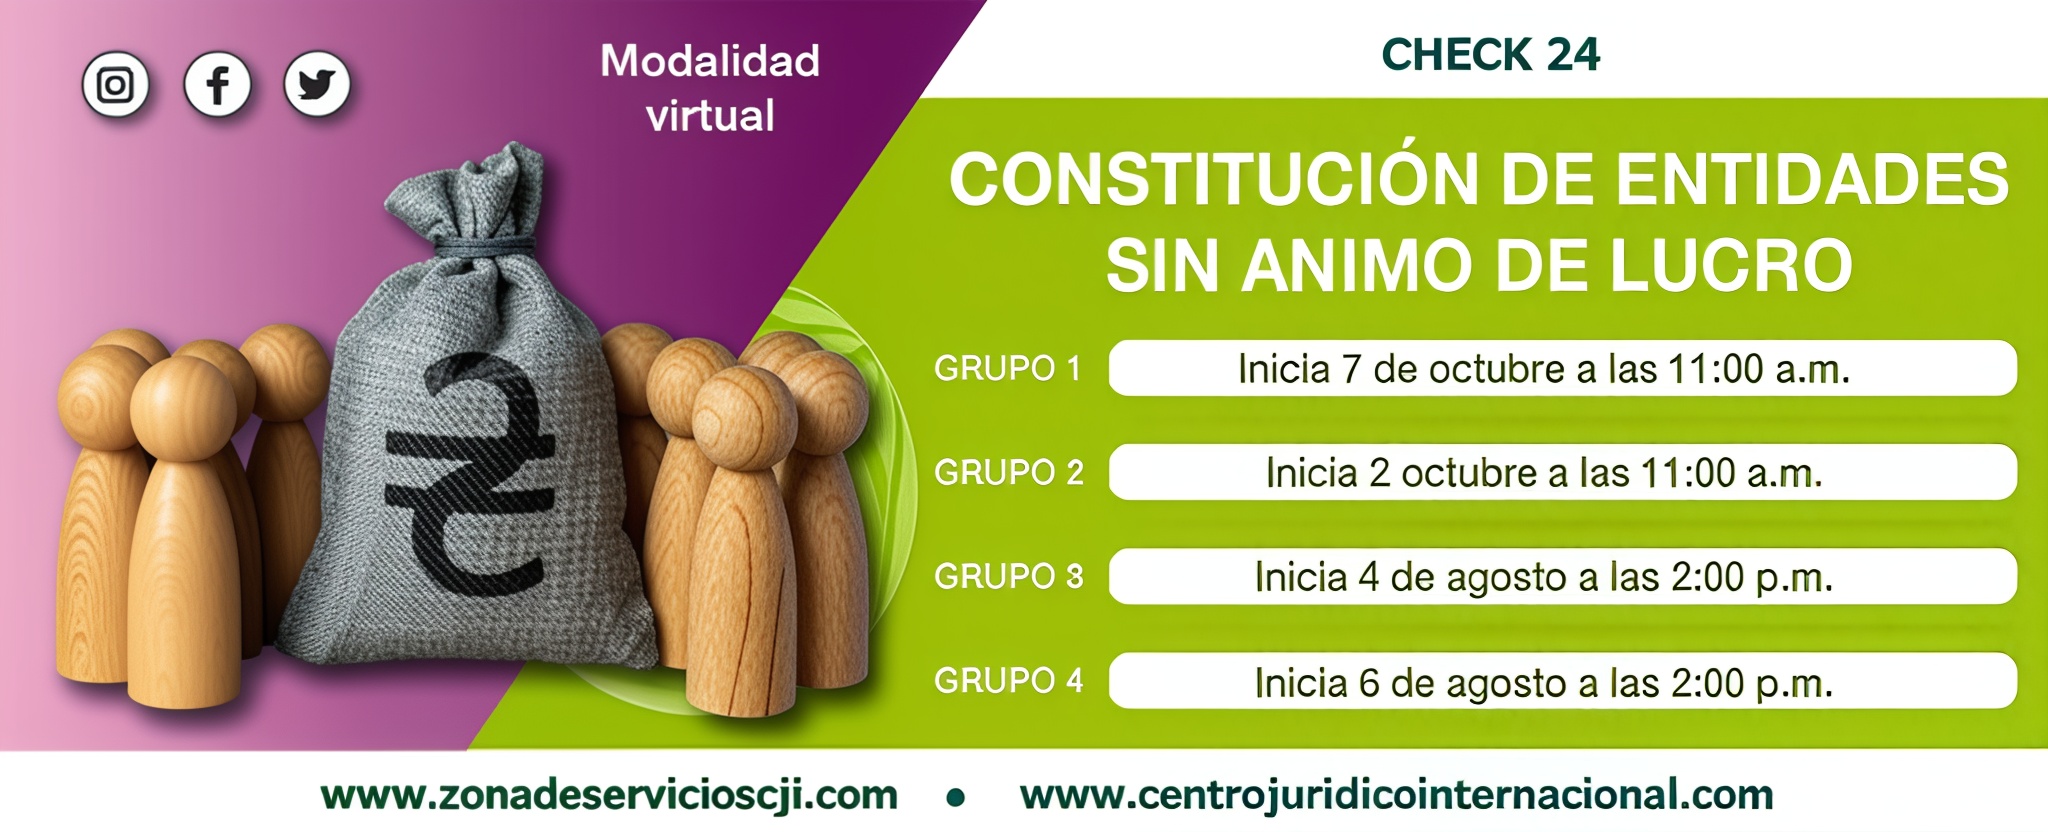 Modalidad
virtual
CHECK 24
CONSTITUCIÓN DE ENTIDADES
SIN ANIMO DE LUCRO
GRUPO 1 Inicia 7 de octubre a las 11:00 a.m.
GRUPO 2 Inicia 2 octubre a las 11:00 a.m.
GRUPO 3 Inicia 4 de agosto a las 2:00 p.m.
GRUPO 4 Inicia 6 de agosto a las 2:00 p.m.
www.zonadeservicioscji.com • www.centrojuridicointernacional.com